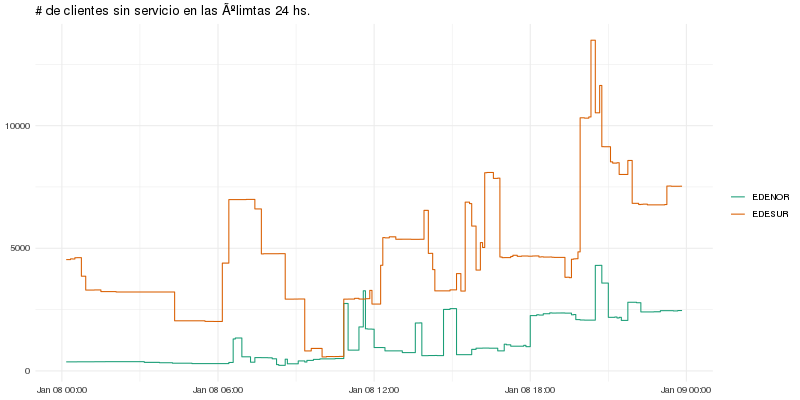 # de clientes sin servicio en las Ãºlimtas 24 hs.
10000
5000
0
EDENOR
EDESUR
Jan 08 00:00 Jan 08 06:00 Jan 08 12:00 Jan 08 18:00 Jan 09 00:00